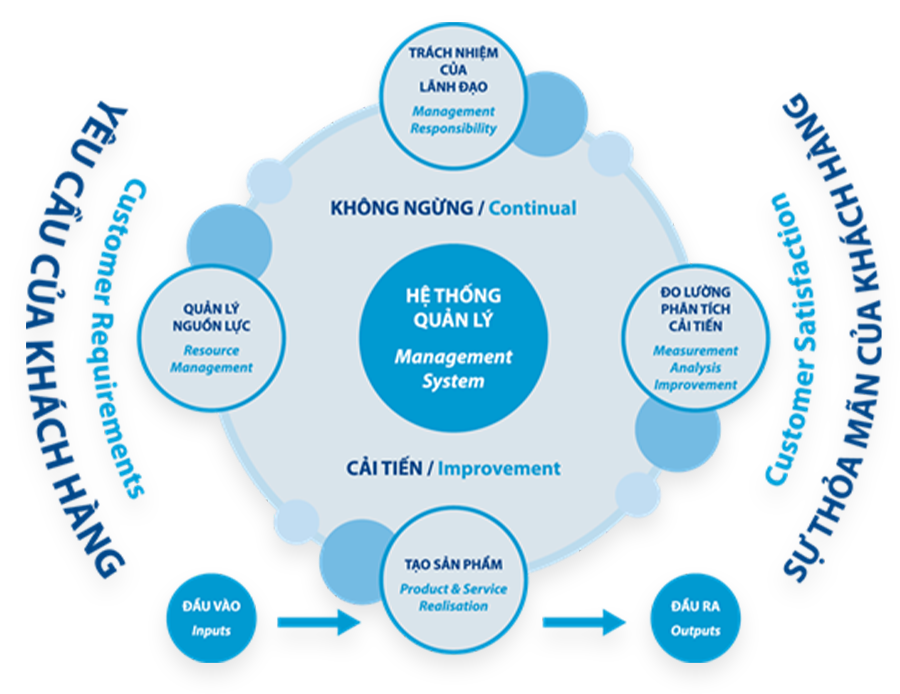 TRÁCH NHIỆM
CỦA
LÃNH ĐẠO
Management
Responsibility
YÊU CẦU CỦA KHÁCH HÀNG
Customer Requirements
KHÔNG NGỪNG / Continual
SỰ THỎA MÃN CỦA KHÁCH HÀNG
Customer Satisfaction
QUẢN LÝ
NGUỒN LỰC
Resource
Management
HỆ THỐNG
QUẢN LÝ
Management
System
ĐO LƯỜNG
PHÂN TÍCH
CẢI TIẾN
Measurement
Analysis
Improvement
CẢI TIẾN / Improvement
TẠO SẢN PHẨM
Product & Service
Realisation
ĐẦU VÀO
Inputs
ĐẦU RA
Outputs